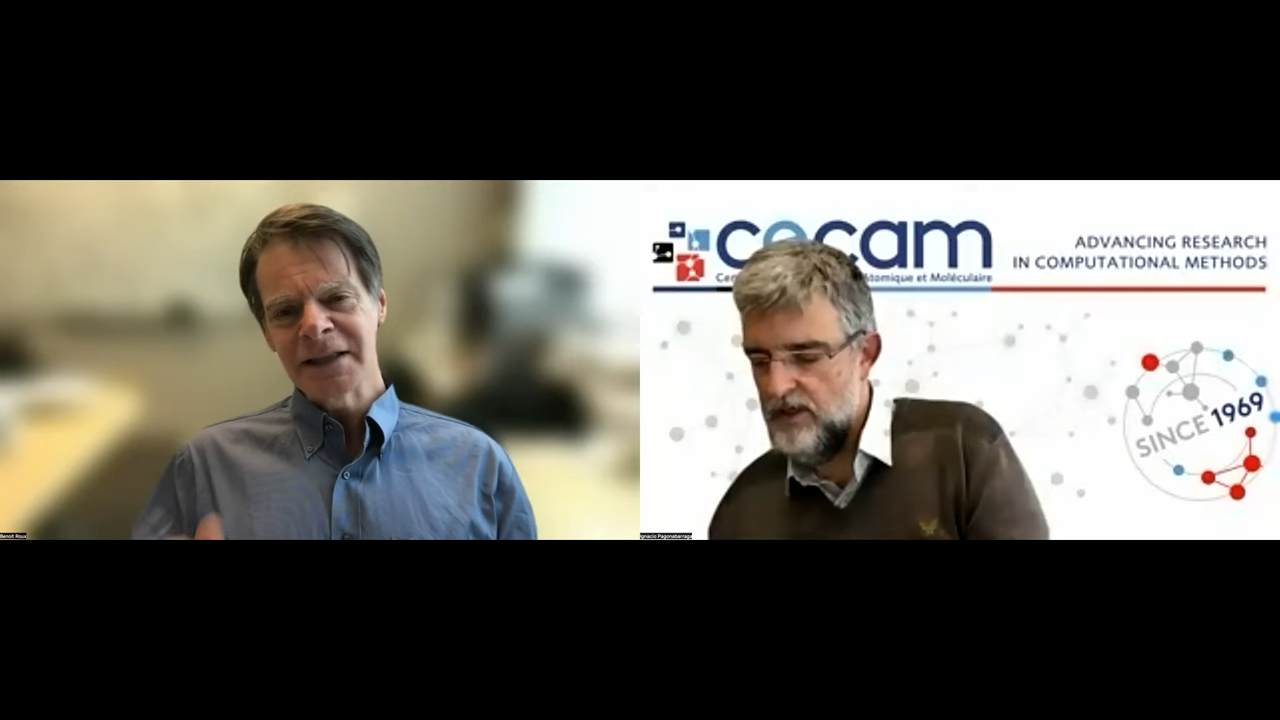 cecam
Atomique et Moléculaire
ADVANCING RESEARCH
IN COMPUTATIONAL METHODS
SINCE 1969
Benoit Roux
Ignacio Pagonabarraga